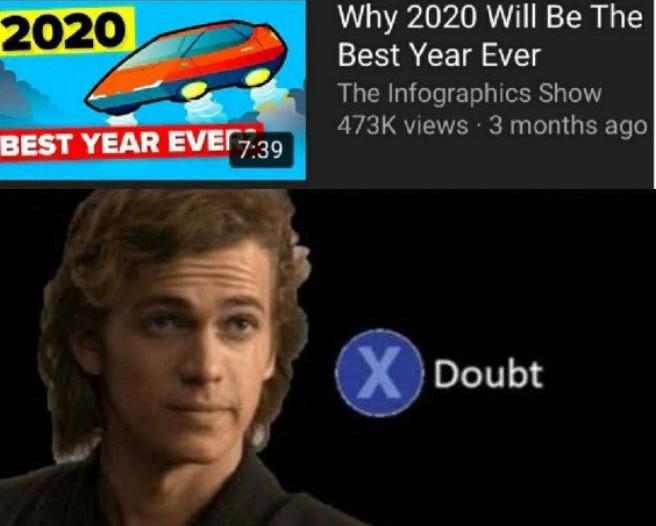 2020
BEST YEAR EVER?
7:39
Why 2020 Will Be The
Best Year Ever
The Infographics Show
473K views · 3 months ago
X Doubt